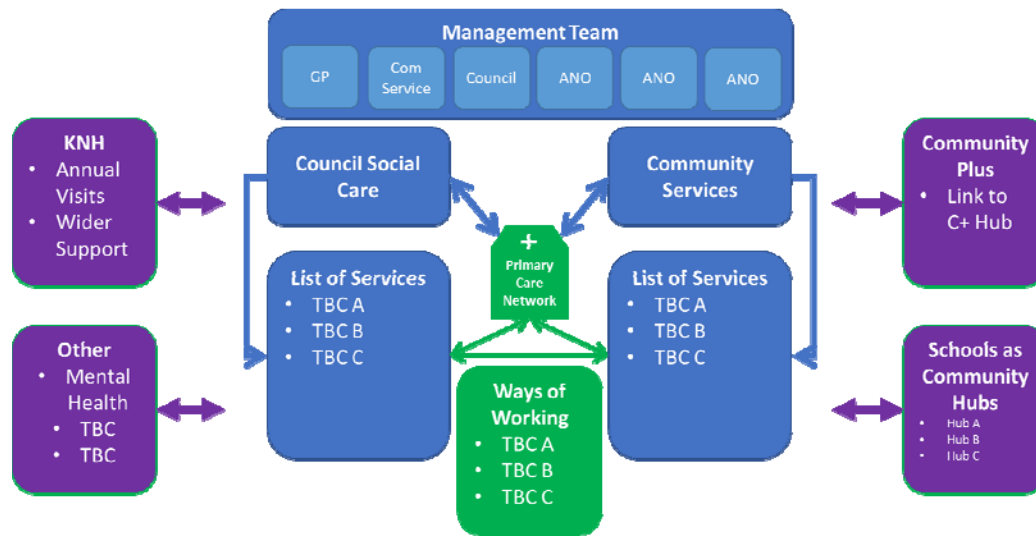 Management Team
GP
Com
Service
Council
ANO
ANO
ANO
KNH
• Annual
Visits
• Wider
Support
Council Social
Care
Community
Services
Community
Plus
• Link to
C+ Hub
+
Primary
Care
Network
List of Services
• TBC A
• TBC B
• TBC C
List of Services
• TBC A
• TBC B
• TBC C
Other
• Mental
Health
• TBC
• TBC
Ways of
Working
• TBC A
• TBC B
• TBC C
Schools as
Community
Hubs
• Hub A
• Hub B
• Hub C